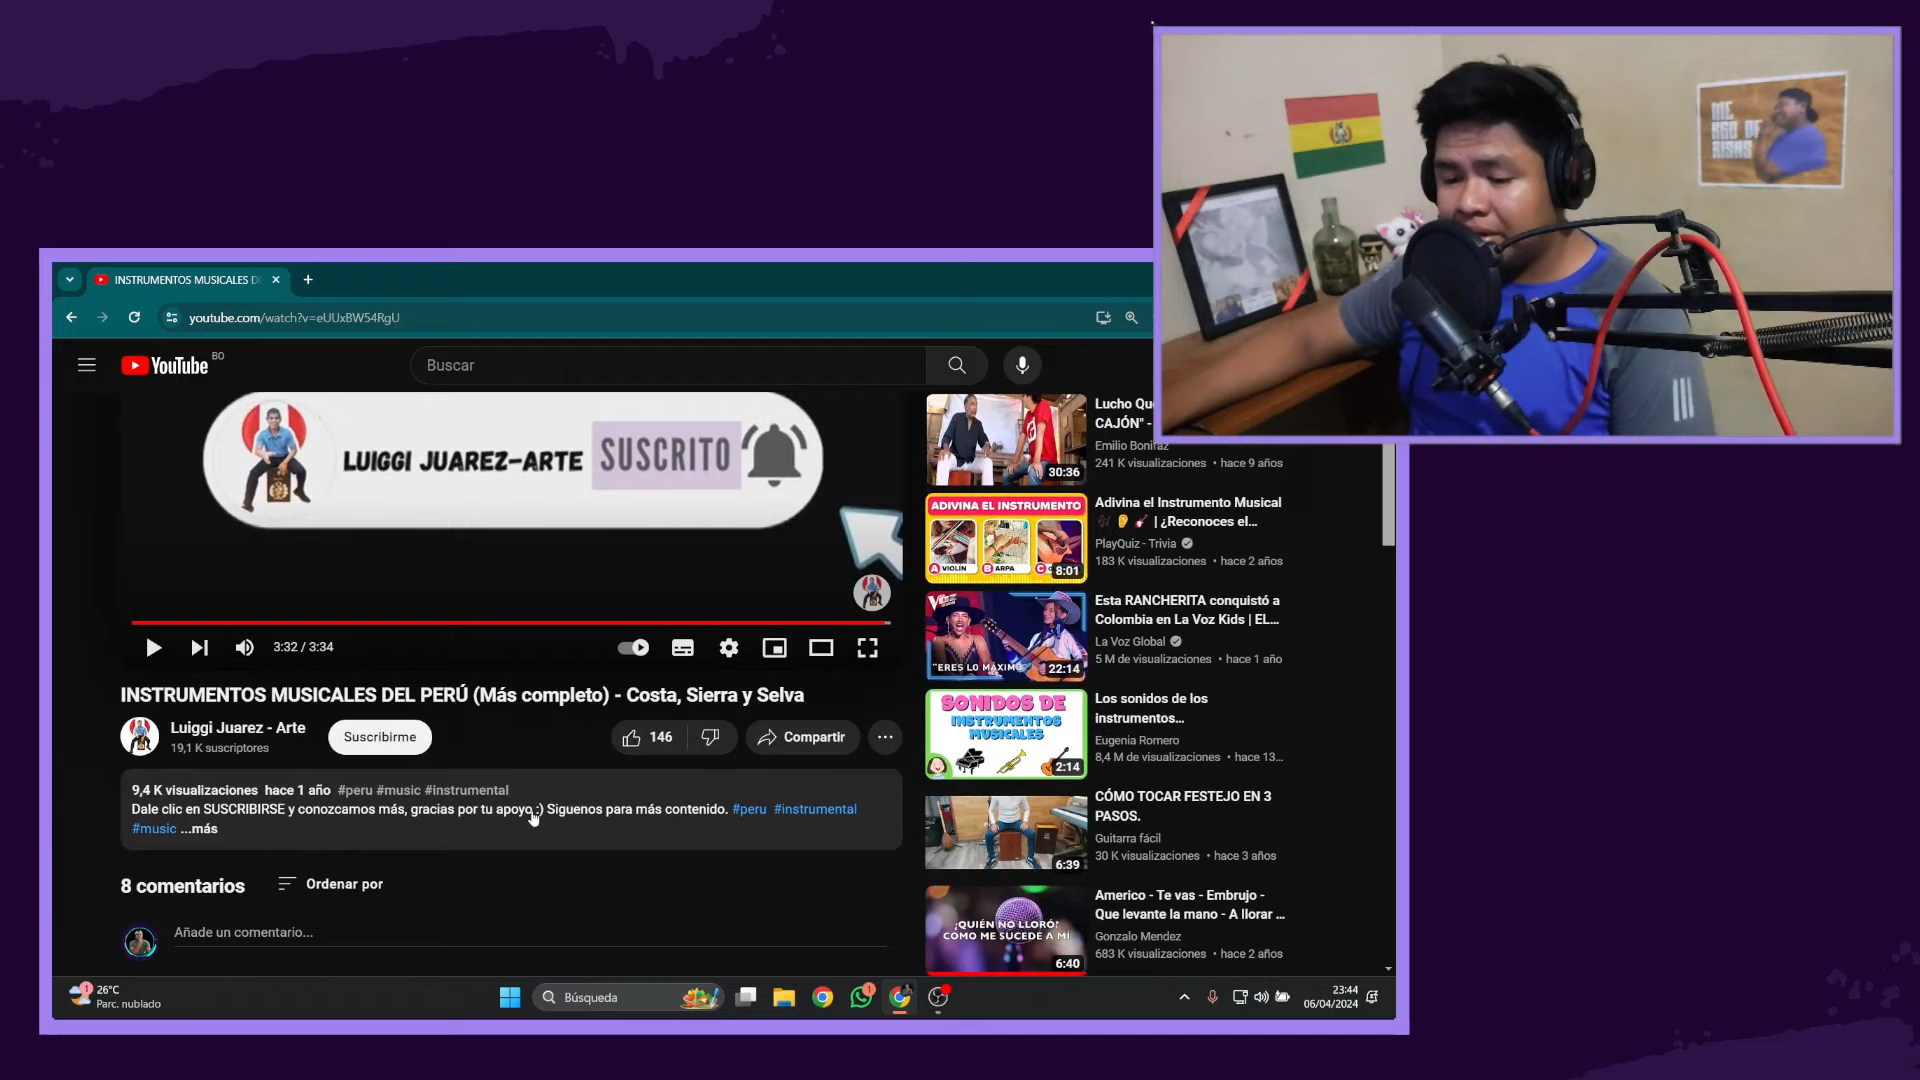 ME
KGO DE
RISAS
INSTRUMENTOS MUSICALES D
youtube.com/watch?v=eUUxBW54RgU
YouTube BO
Buscar
LUIGGI JUAREZ-ARTE SUSCRITO
3:32 / 3:34
INSTRUMENTOS MUSICALES DEL PERÚ (Más completo) - Costa, Sierra y Selva
Luiggi Juarez - Arte
19,1 K suscriptores
Suscribirme
146
Compartir
9,4 K visualizaciones hace 1 año #peru #music #instrumental
Dale clic en SUSCRIBIRSE y conozcamos más, gracias por tu apoyo :) Siguenos para más contenido. #peru #instrumental
#music ...más
8 comentarios
Ordenar por
Añade un comentario...
30:36
Lucho Qu
CAJÓN" -
Emilio Bonifaz
241 K visualizaciones • hace 9 años
ADIVINA EL INSTRUMENTO
A VIOLÍN B ARPA C
8:01
Adivina el Instrumento Musical
| ¿Reconoces el...
PlayQuiz - Trivia
183 K visualizaciones • hace 2 años
"ERES LO MÁXIMO"
22:14
Esta RANCHERITA conquistó a
Colombia en La Voz Kids | EL...
La Voz Global
5 M de visualizaciones • hace 1 año
SONIDOS DE
INSTRUMENTOS
MUSICALES
2:14
Los sonidos de los
instrumentos...
Eugenia Romero
8,4 M de visualizaciones • hace 13...
6:39
CÓMO TOCAR FESTEJO EN 3
PASOS.
Guitarra fácil
30 K visualizaciones • hace 3 años
¿QUIÉN NO LLORÓ?
COMO ME SUCEDE A MI
6:40
Americo - Te vas - Embrujo -
Que levante la mano - A llorar ...
Gonzalo Mendez
683 K visualizaciones • hace 2 años
1
26°C
Parc. nublado
Búsqueda
1
23:44
06/04/2024